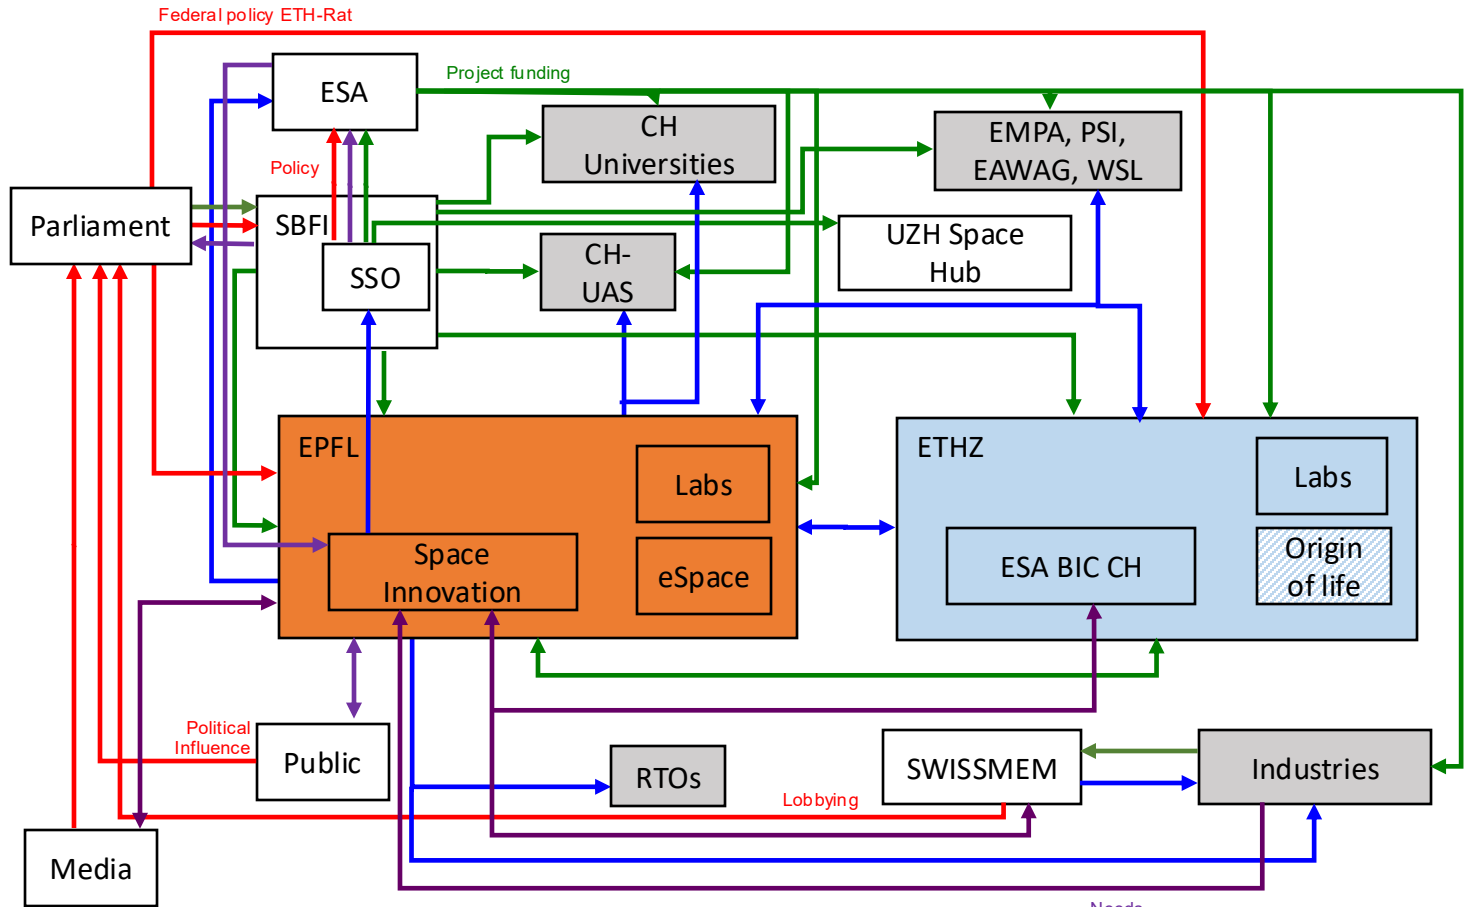 Federal policy ETH-Rat
ESA
Project funding
CH
Universities
EMPA, PSI,
EAWAG, WSL
Policy
Parliament
SBFI
SSO
CH-
UAS
UZH Space
Hub
EPFL
Labs
Space
Innovation
eSpace
ETHZ
Labs
ESA BIC CH
Origin
of life
Political
Influence
Public
RTOs
SWISSMEM
Industries
Lobbying
Media
Needs